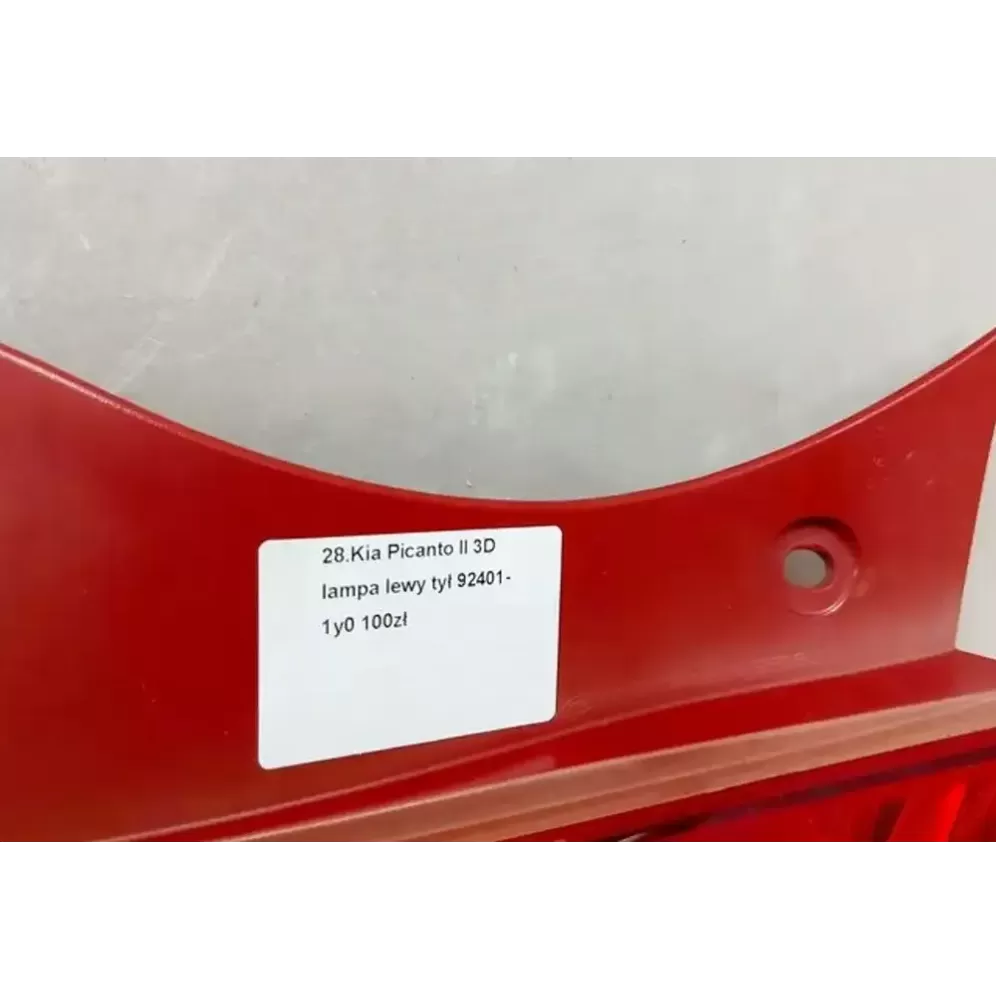 28.Kia Picanto II 3D
lampa lewy tył 92401-
1y0 100zł